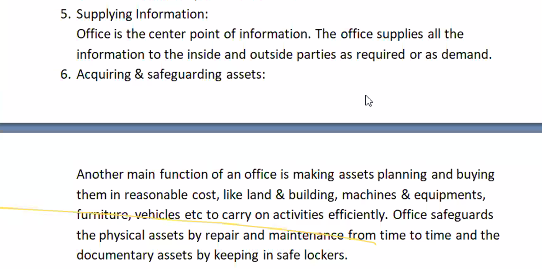 5. Supplying Information:
Office is the center point of information. The office supplies all the
information to the inside and outside parties as required or as demand.
6. Acquiring & safeguarding assets:
Another main function of an office is making assets planning and buying
them in reasonable cost, like land & building, machines & equipments,
furniture, vehicles etc to carry on activities efficiently. Office safeguards
the physical assets by repair and maintenance from time to time and the
documentary assets by keeping in safe lockers.